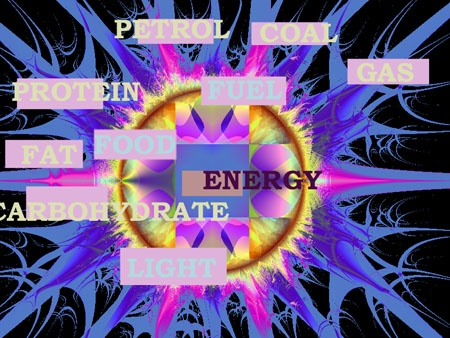 PETROL
COAL
GAS
PROTEIN
FUEL
FAT
FOOD
ENERGY
CARBOHYDRATE
LIGHT